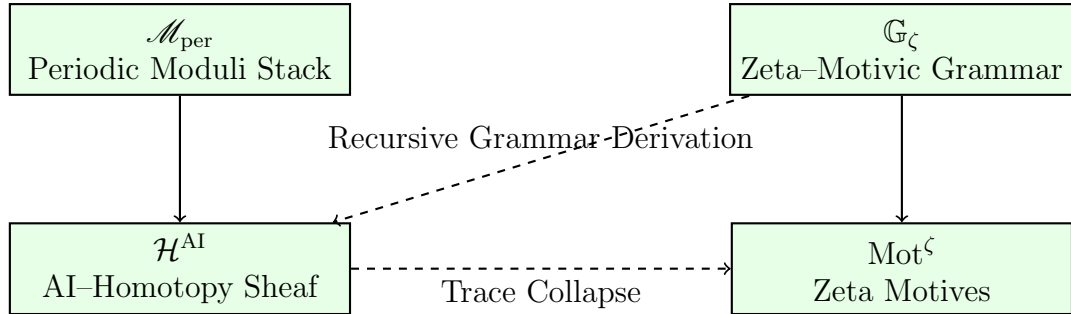 ℳ_per
Periodic Moduli Stack
𝔾_ζ
Zeta–Motivic Grammar
Recursive Grammar Derivation
ℋ^AI
AI–Homotopy Sheaf
Trace Collapse
Mot^ζ
Zeta Motives